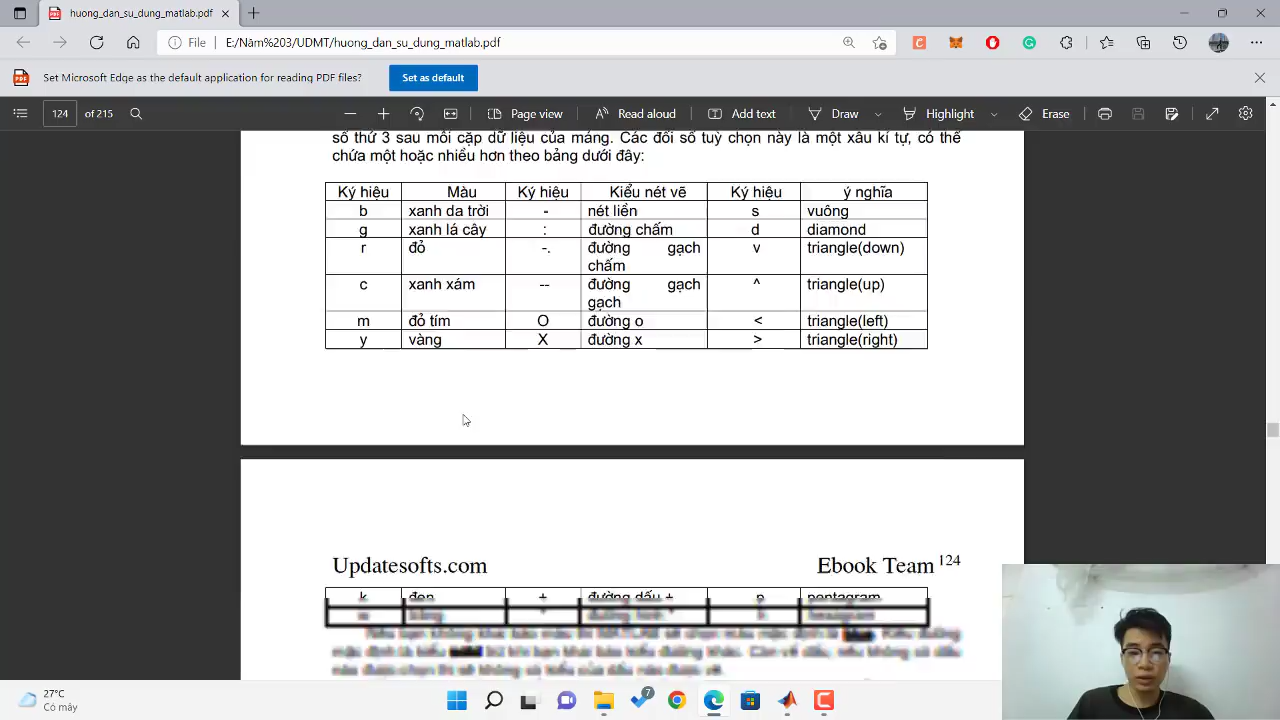 huong_dan_su_dung_matlab.pdf
File E:/Năm%203/UDMT/huong_dan_su_dung_matlab.pdf
Set Microsoft Edge as the default application for reading PDF files? Set as default
124 of 215 Page view Read aloud Add text Draw Highlight Erase
số thứ 3 sau mỗi cặp dữ liệu của máng. Các đối số tuỳ chọn này là một xâu kí tự, có thể
chứa một hoặc nhiều hơn theo bảng dưới đây:
Ký hiệu Màu Ký hiệu Kiểu nét vẽ Ký hiệu ý nghĩa
b xanh da trời - nét liền s vuông
g xanh lá cây : đường chấm d diamond
r đỏ -. đường gạch chấm v triangle(down)
c xanh xám -- đường gạch gạch ^ triangle(up)
m đỏ tím O đường o < triangle(left)
y vàng X đường x > triangle(right)
Updatesofts.com Ebook Team 124
k đen + đường dấu + p pentagram
7
27°C
Có mây